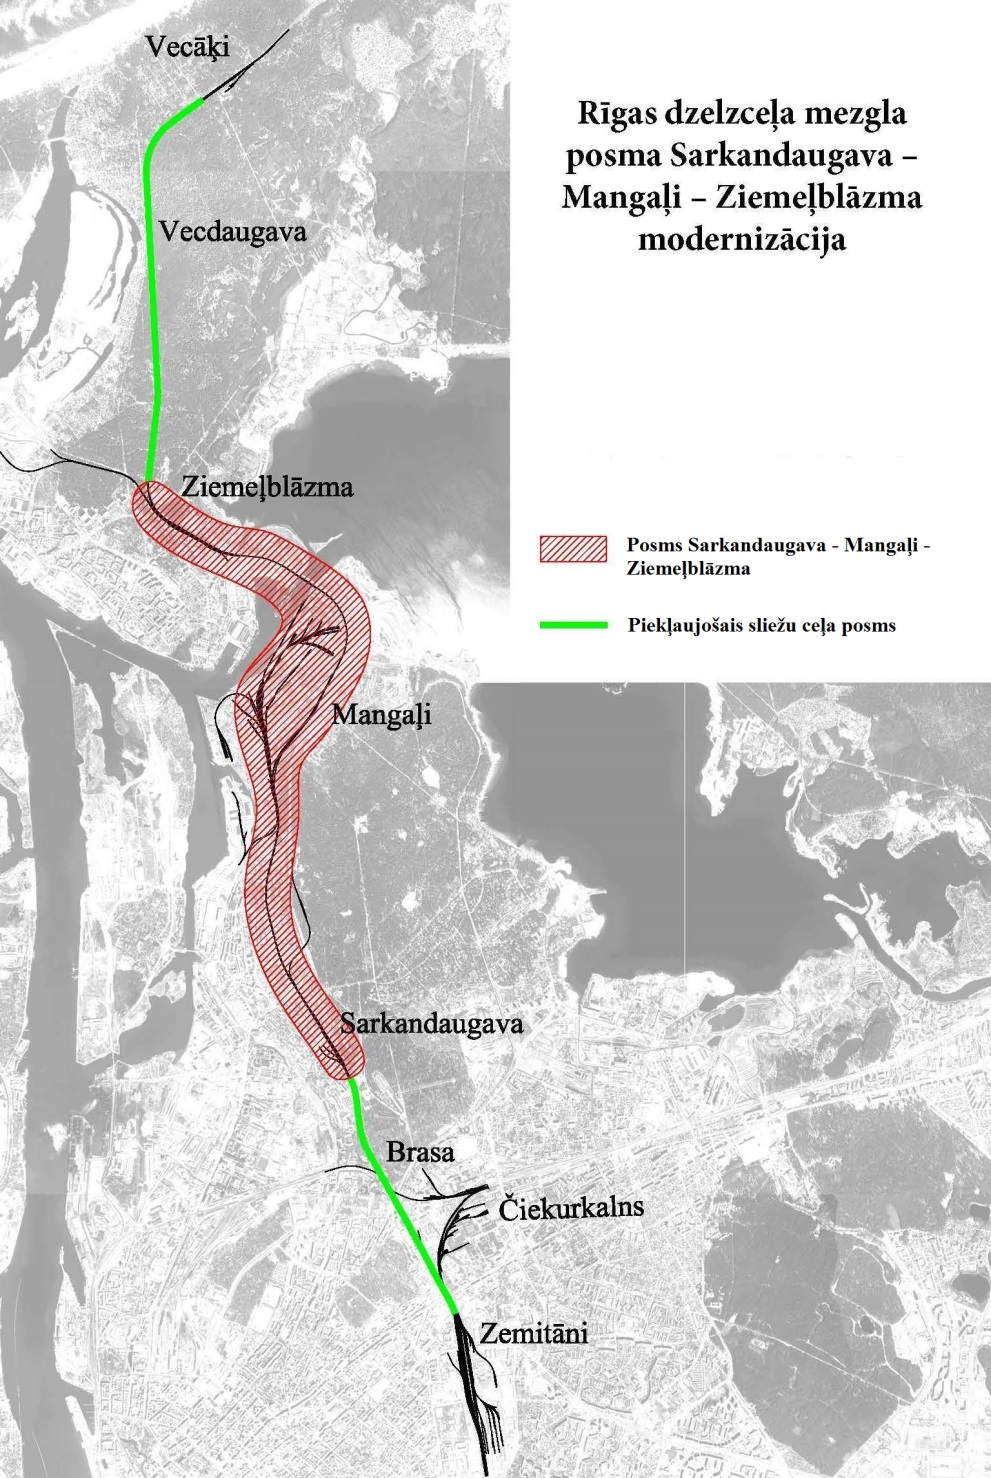 Rīgas dzelzceļa mezgla
posma Sarkandaugava –
Mangaļi – Ziemeļblāzma
modernizācija
Vecāķi
Vecdaugava
Ziemeļblāzma
Posms Sarkandaugava - Mangaļi -
Ziemeļblāzma
Piekļaujošais sliežu ceļa posms
Mangaļi
Sarkandaugava
Brasa
Čiekurkalns
Zemitāni